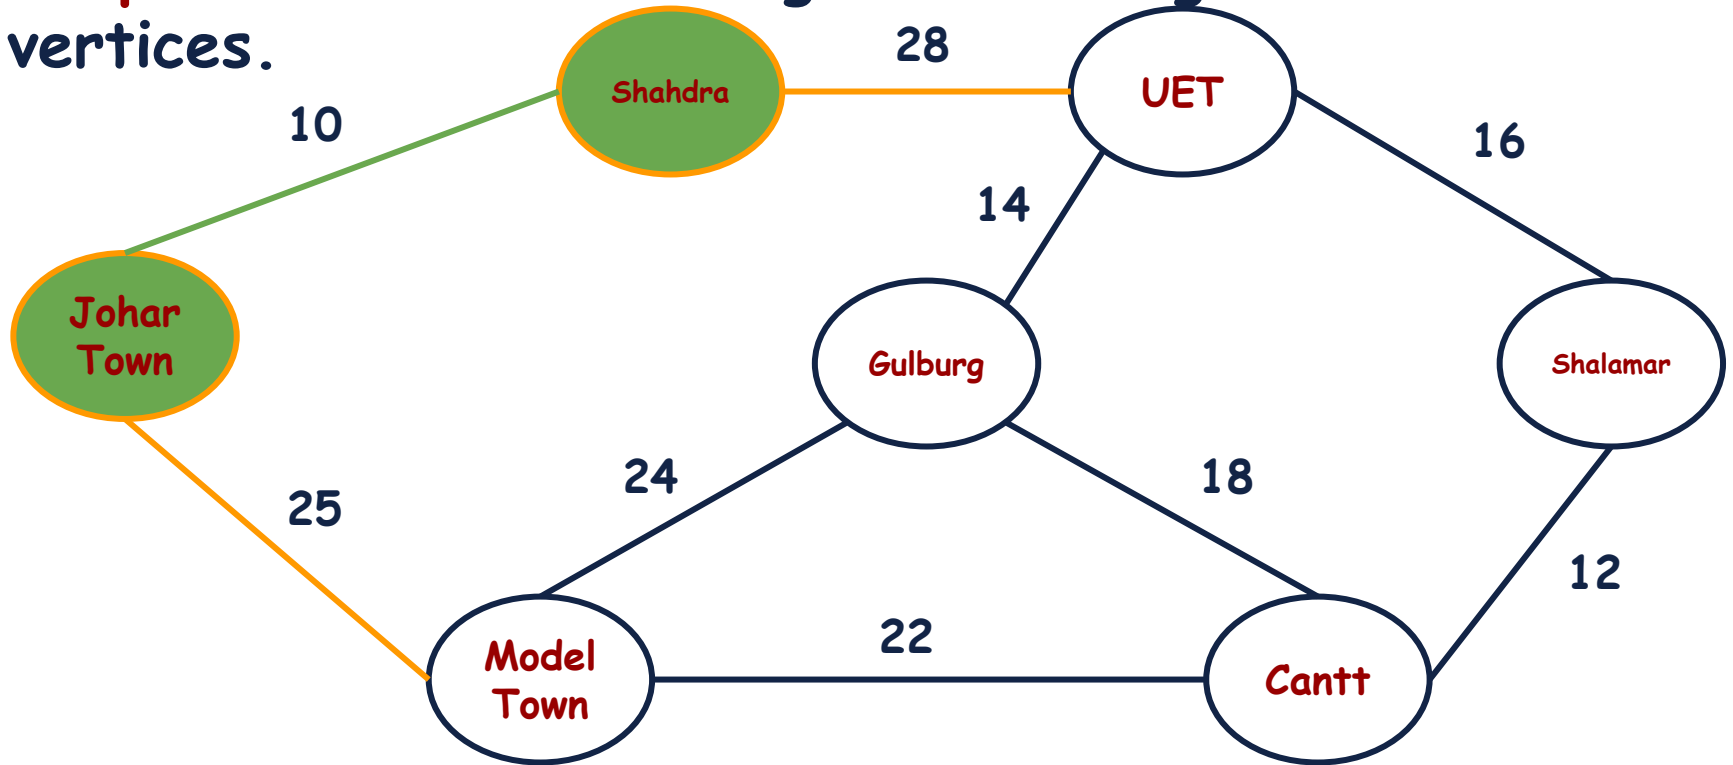 vertices.
28
Shahdra
UET
10
16
14
Johar
Town
Gulburg
Shalamar
24
18
25
12
22
Model
Town
Cantt